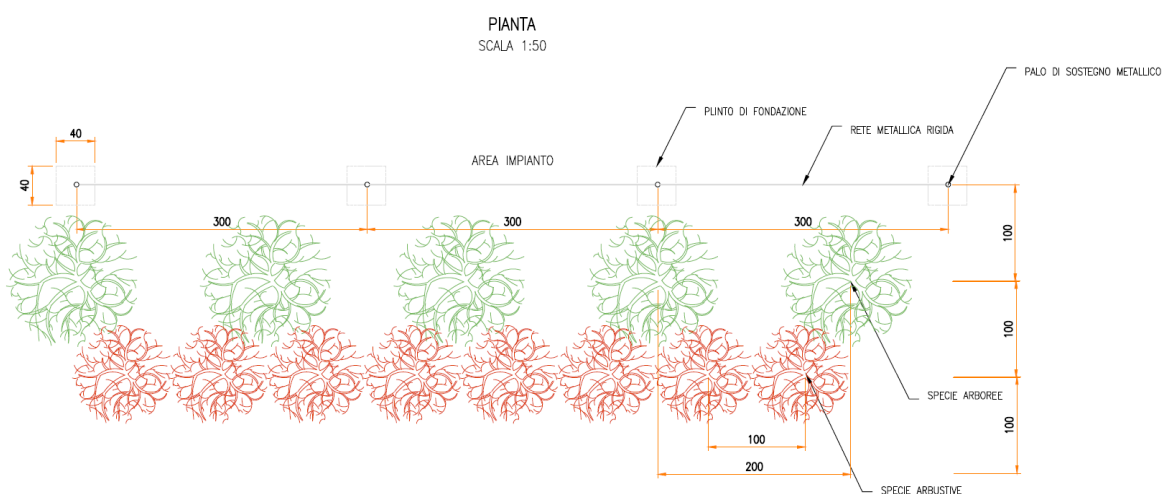 PIANTA
SCALA 1:50
PALO DI SOSTEGNO METALLICO
PLINTO DI FONDAZIONE
RETE METALLICA RIGIDA
40
AREA IMPIANTO
40
300
300
300
100
100
SPECIE ARBOREE
100
100
200
SPECIE ARBUSTIVE